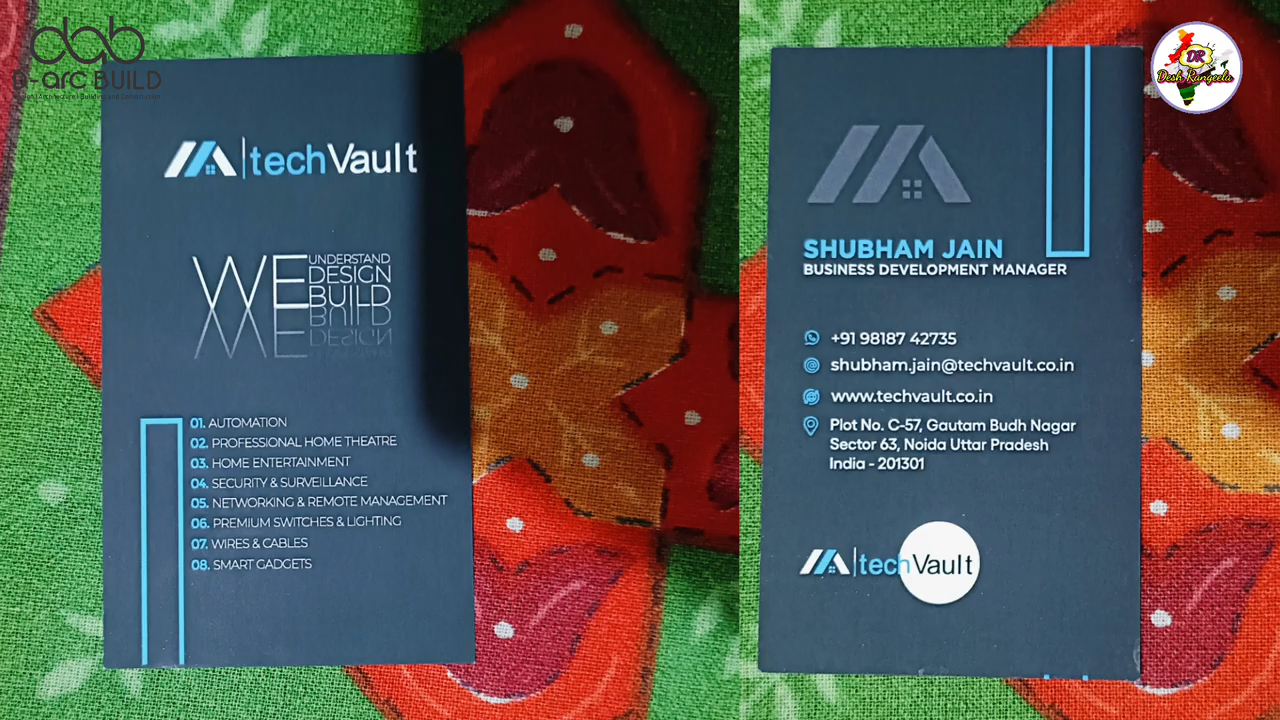 dab
D-arc BUILD
techVault
WE UNDERSTAND
DESIGN
BUILD
01. AUTOMATION
02. PROFESSIONAL HOME THEATRE
03. HOME ENTERTAINMENT
04. SECURITY & SURVEILLANCE
05. NETWORKING & REMOTE MANAGEMENT
06. PREMIUM SWITCHES & LIGHTING
07. WIRES & CABLES
08. SMART GADGETS
DR
Desh Rangeela
SHUBHAM JAIN
BUSINESS DEVELOPMENT MANAGER
+91 98187 42735
shubham.jain@techvault.co.in
www.techvault.co.in
Plot No. C-57, Gautam Budh Nagar
Sector 63, Noida Uttar Pradesh
India - 201301
techVault